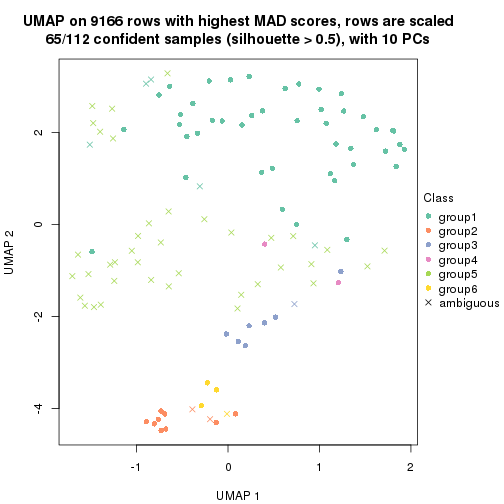 UMAP on 9166 rows with highest MAD scores, rows are scaled
65/112 confident samples (silhouette > 0.5), with 10 PCs
UMAP 2
2
0
-2
-4
-1
0
1
2
UMAP 1
Class
group1
group2
group3
group4
group5
group6
ambiguous